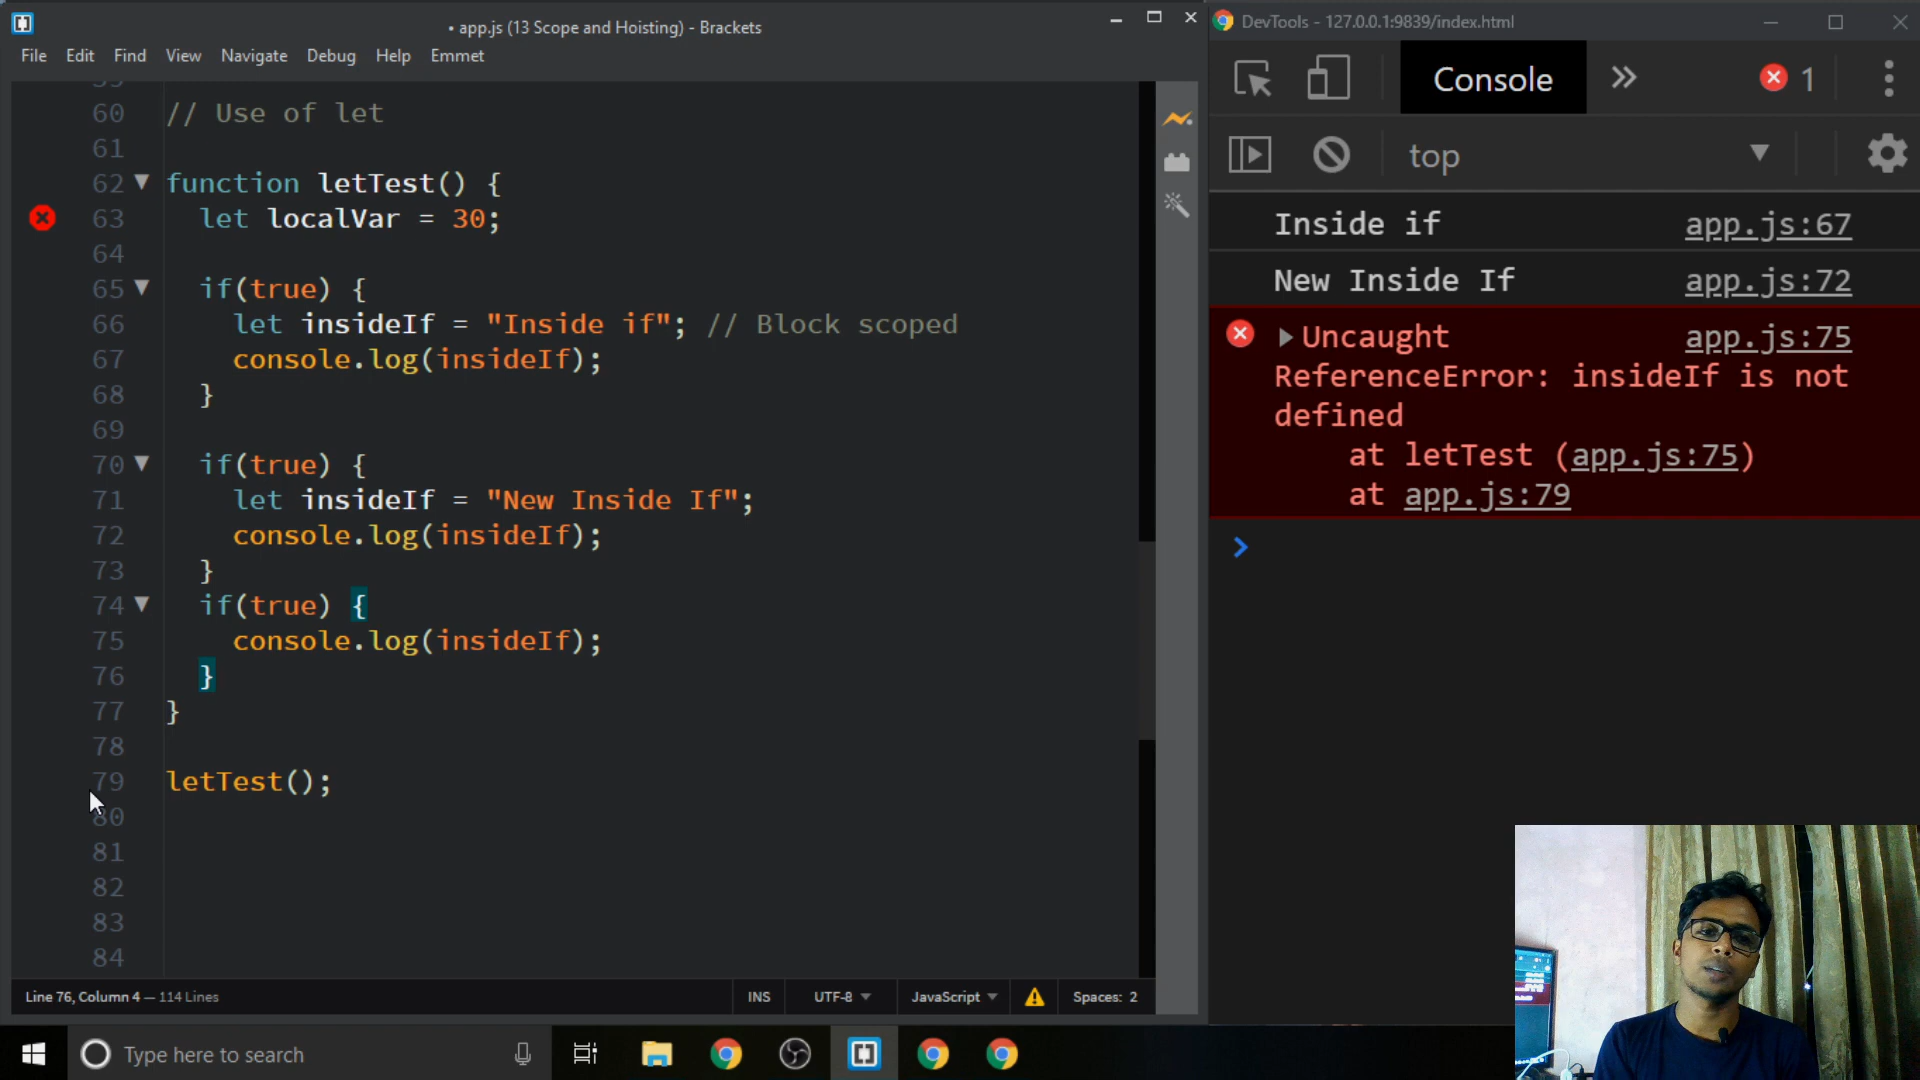 • app.js (13 Scope and Hoisting) - Brackets
File Edit Find View Navigate Debug Help Emmet
60 // Use of let
61
62 function letTest() {
63 let localVar = 30;
64
65 if(true) {
66 let insideIf = "Inside if"; // Block scoped
67 console.log(insideIf);
68 }
69
70 if(true) {
71 let insideIf = "New Inside If";
72 console.log(insideIf);
73 }
74 if(true) {
75 console.log(insideIf);
76 }
77 }
78
79 letTest();
80
81
82
83
84
Line 76, Column 4 — 114 Lines
INS UTF-8 JavaScript Spaces: 2
DevTools - 127.0.0.1:9839/index.html
Console » 1
top
Inside if app.js:67
New Inside If app.js:72
Uncaught app.js:75
ReferenceError: insideIf is not
defined
at letTest (app.js:75)
at app.js:79
Type here to search